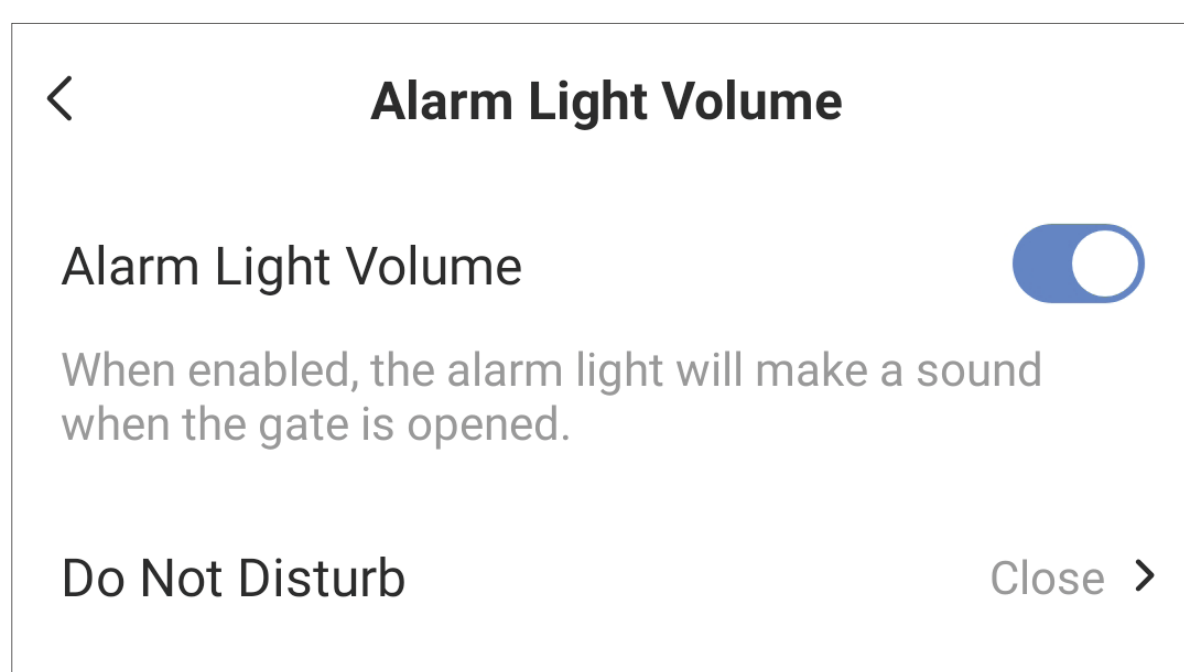 Alarm Light Volume
Alarm Light Volume
When enabled, the alarm light will make a sound
when the gate is opened.
Do Not Disturb Close